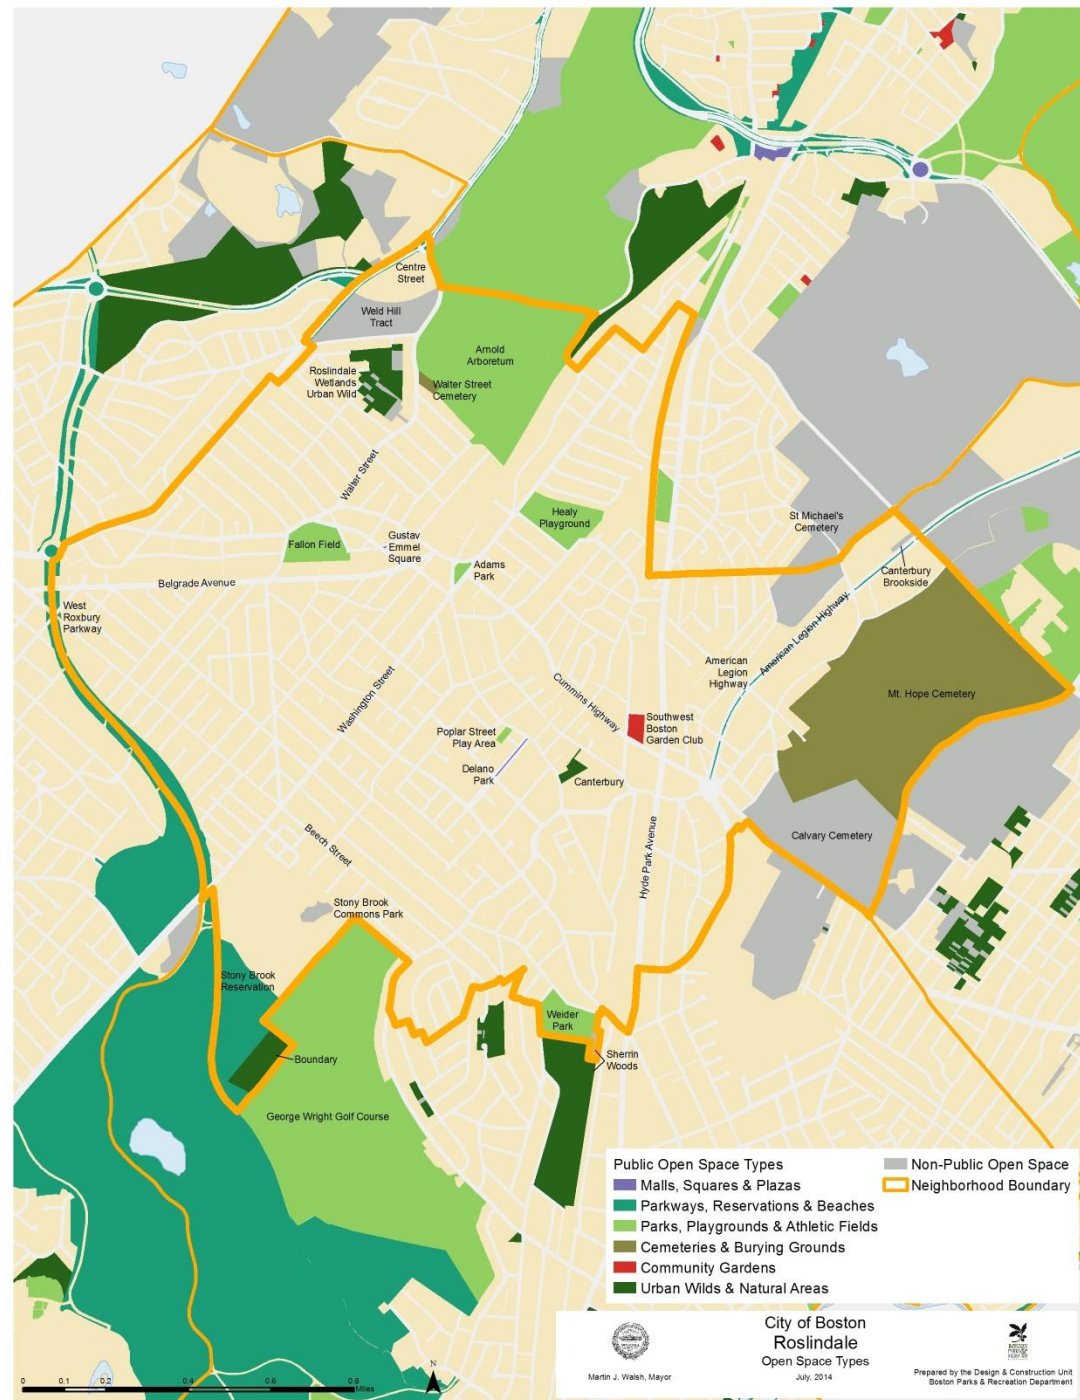 Centre
Street
Weld Hill
Tract
Arnold
Arboretum
Roslindale
Wetlands
Urban Wild
Walter Street
Cemetery
Walter Street
Healy
Playground
St Michael's
Cemetery
Fallon Field
Gustav
Emmel
Square
Adams
Park
Canterbury
Brookside
Belgrade Avenue
West
Roxbury
Parkway
American Legion Highway
American
Legion
Highway
Mt. Hope Cemetery
Washington Street
Cummins Highway
Southwest
Boston
Garden Club
Poplar Street
Play Area
Delano
Park
Canterbury
Beech Street
Hyde Park Avenue
Calvary Cemetery
Stony Brook
Commons Park
Stony Brook
Reservation
Weider
Park
Boundary
Sherrin
Woods
George Wright Golf Course
Public Open Space Types
Malls, Squares & Plazas
Parkways, Reservations & Beaches
Parks, Playgrounds & Athletic Fields
Cemeteries & Burying Grounds
Community Gardens
Urban Wilds & Natural Areas
Non-Public Open Space
Neighborhood Boundary
City of Boston
Roslindale
Open Space Types
July, 2014
Martin J. Walsh, Mayor
Prepared by the Design & Construction Unit
Boston Parks & Recreation Department
N
0 0.1 0.2 0.4 0.6 0.8
Miles